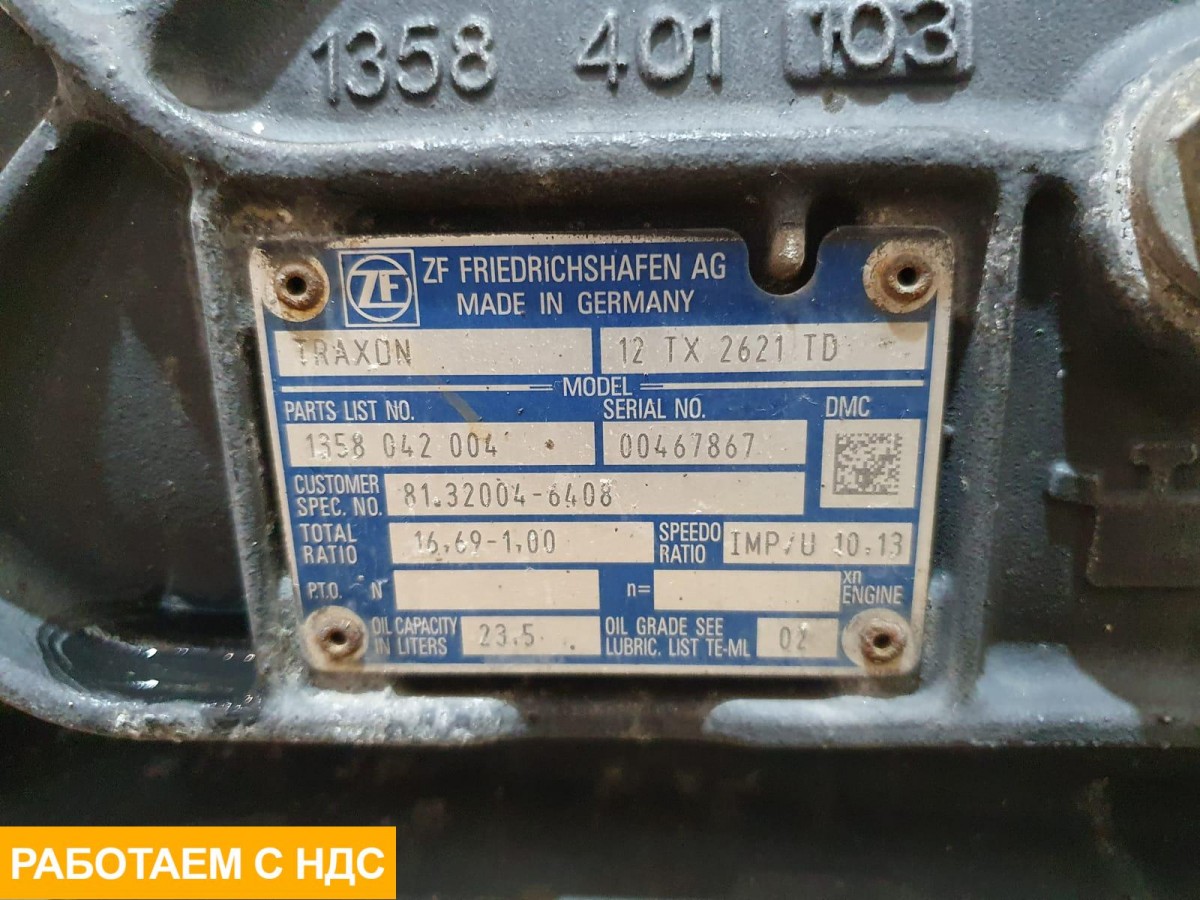 1358 401 103
ZF
ZF FRIEDRICHSHAFEN AG
MADE IN GERMANY
TRAXON 12 TX 2621 TD
MODEL
PARTS LIST NO. SERIAL NO. DMC
1358 042 004 00467867
CUSTOMER
SPEC. NO. 81.32004-6408
TOTAL
RATIO 16,69-1,00 SPEEDO
RATIO IMP/U 10.13
P.T.O. N n= xn
ENGINE
OIL CAPACITY
IN LITERS 23.5 OIL GRADE SEE
LUBRIC. LIST TE-ML 02
РАБОТАЕМ С НДС